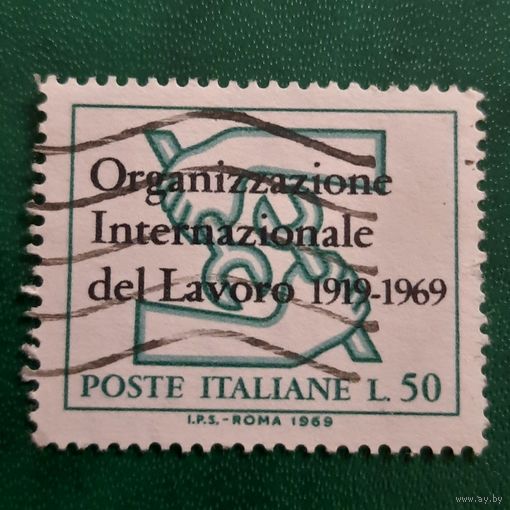 Organizzazione
Internazionale
del Lavoro 1919-1969
POSTE ITALIANE L. 50
I.P.S.-ROMA 1969
www.ay.by